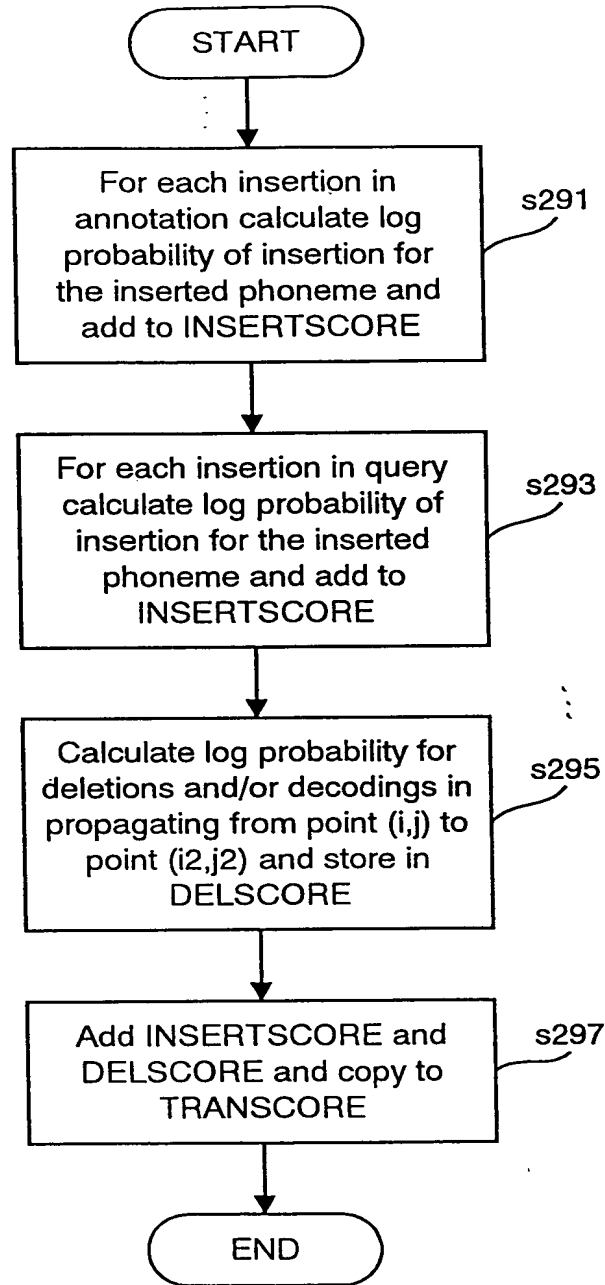 START
For each insertion in
annotation calculate log
probability of insertion for
the inserted phoneme and
add to INSERTSCORE
s291
For each insertion in query
calculate log probability of
insertion for the inserted
phoneme and add to
INSERTSCORE
s293
Calculate log probability for
deletions and/or decodings in
propagating from point (i,j) to
point (i2,j2) and store in
DELSCORE
s295
Add INSERTSCORE and
DELSCORE and copy to
TRANSCORE
s297
END